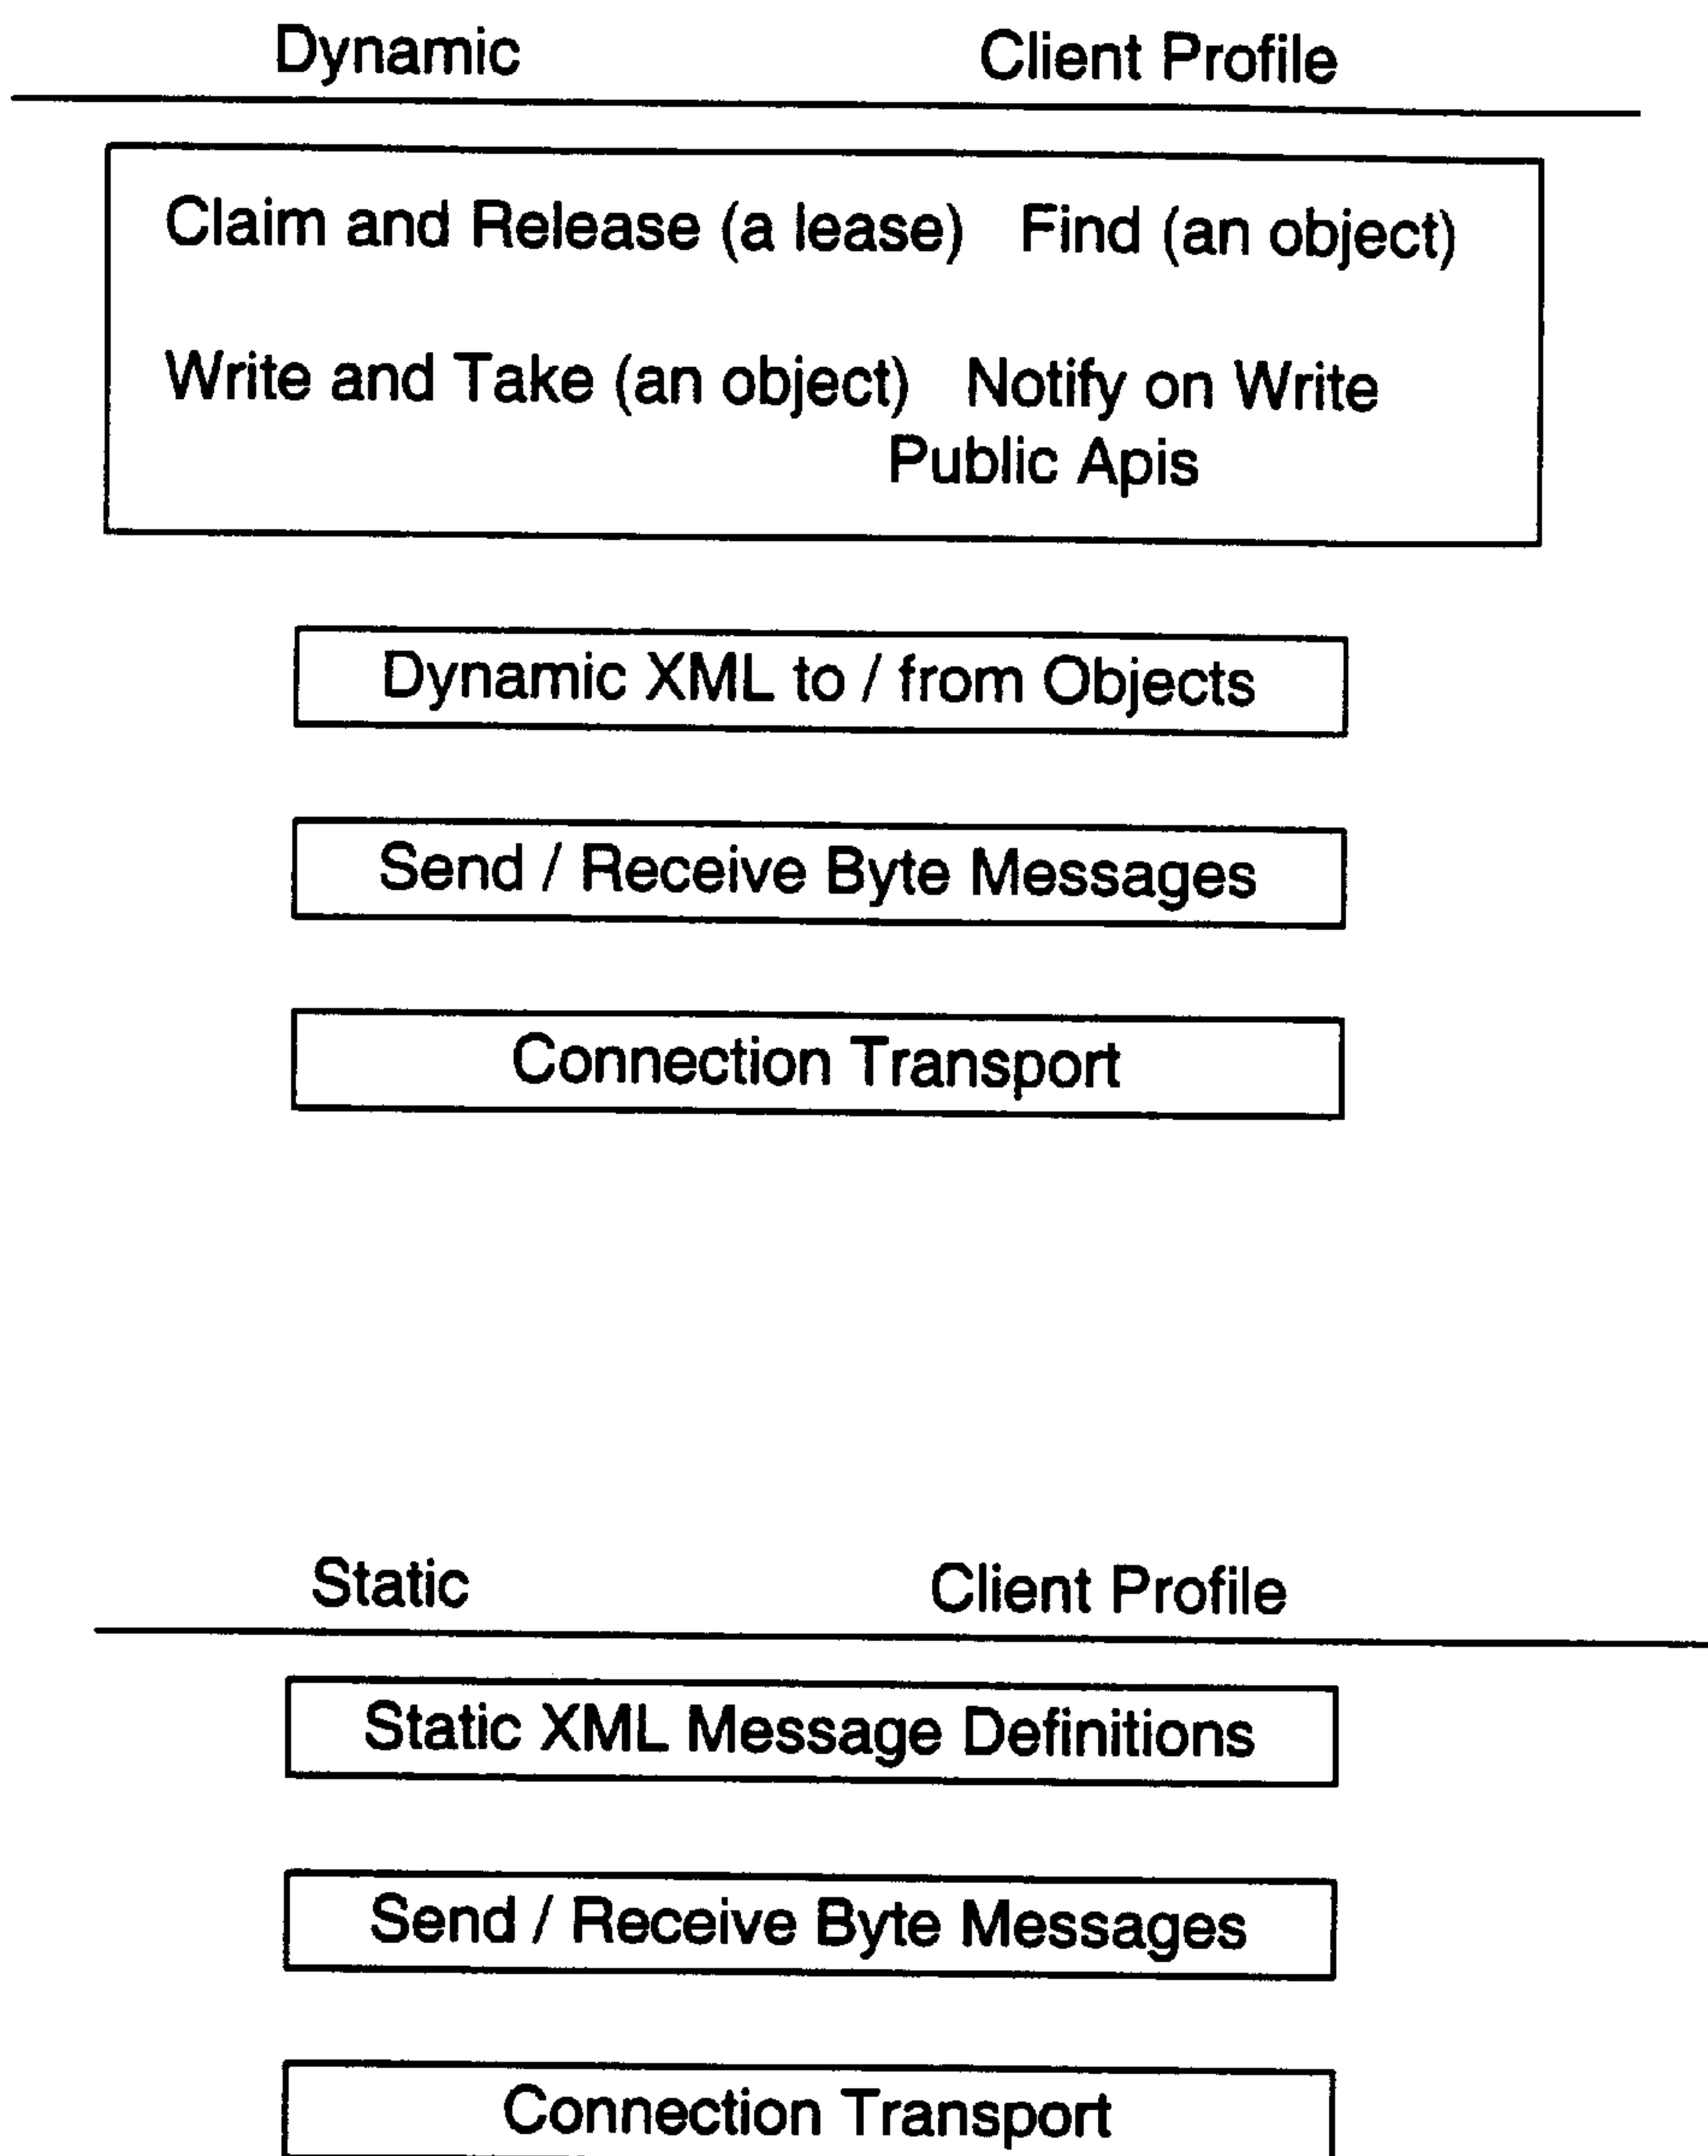 Dynamic Client Profile
Claim and Release (a lease) Find (an object)
Write and Take (an object) Notify on Write
Public Apis
Dynamic XML to / from Objects
Send / Receive Byte Messages
Connection Transport
Static Client Profile
Static XML Message Definitions
Send / Receive Byte Messages
Connection Transport